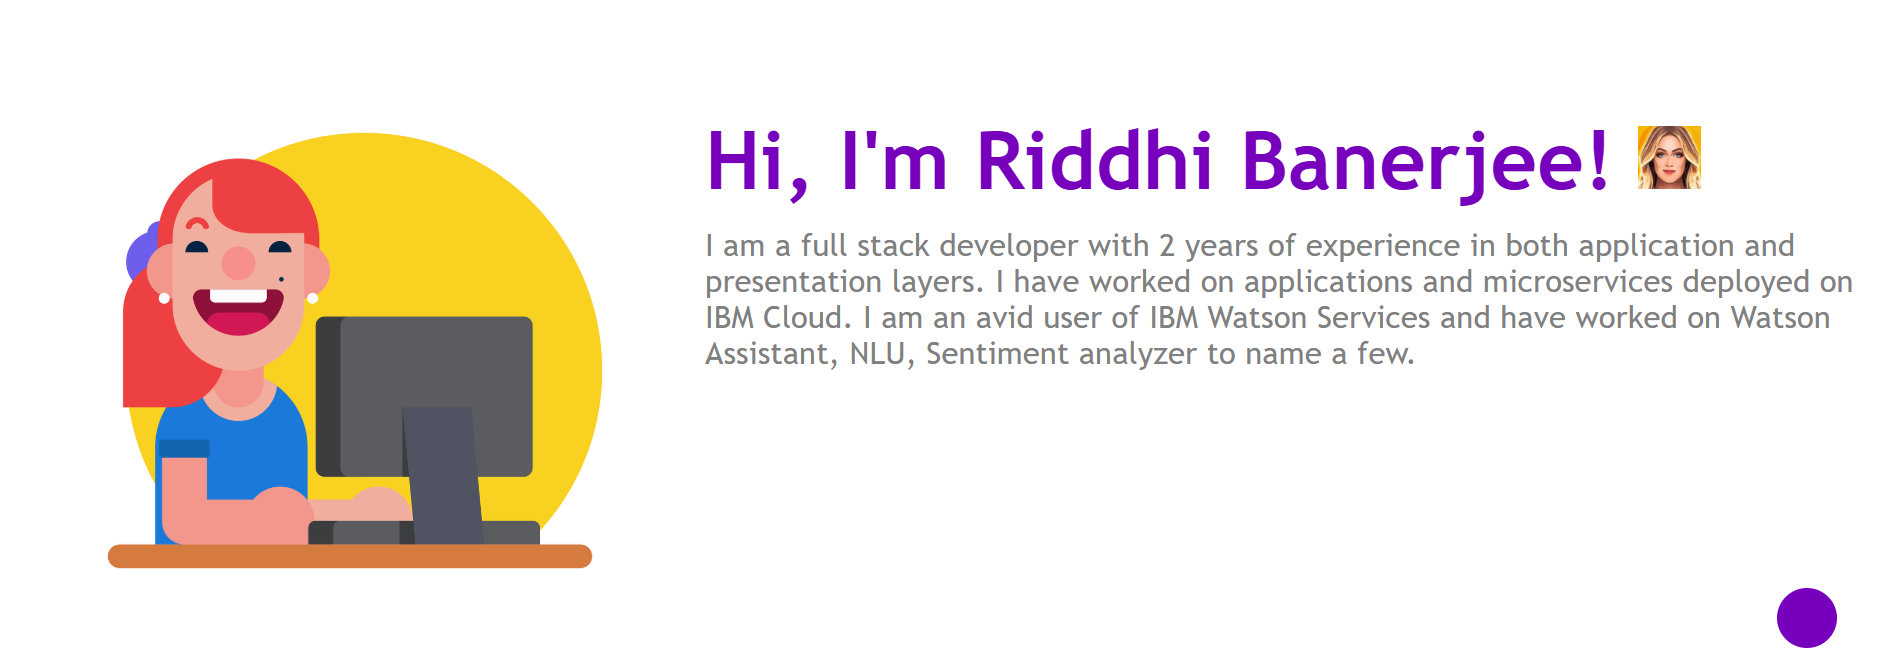 Hi, I'm Riddhi Banerjee!
I am a full stack developer with 2 years of experience in both application and
presentation layers. I have worked on applications and microservices deployed on
IBM Cloud. I am an avid user of IBM Watson Services and have worked on Watson
Assistant, NLU, Sentiment analyzer to name a few.